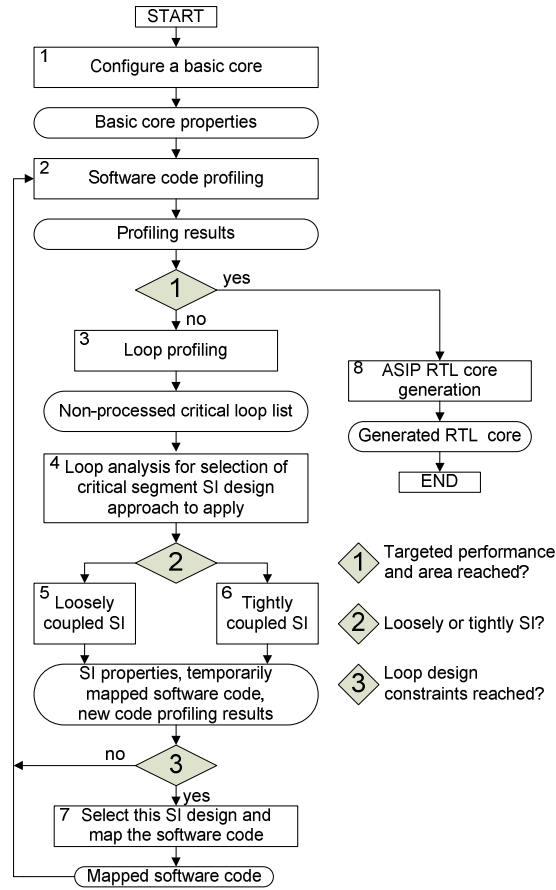 START
1
Configure a basic core
Basic core properties
2
Software code profiling
Profiling results
1
yes
no
3
Loop profiling
8
ASIP RTL core
generation
Non-processed critical loop list
Generated RTL core
END
4
Loop analysis for selection of
critical segment SI design
approach to apply
2
5
Loosely
coupled SI
6
Tightly
coupled SI
SI properties, temporarily
mapped software code,
new code profiling results
3
no
yes
7
Select this SI design and
map the software code
Mapped software code
1
Targeted performance
and area reached?
2
Loosely or tightly SI?
3
Loop design
constraints reached?